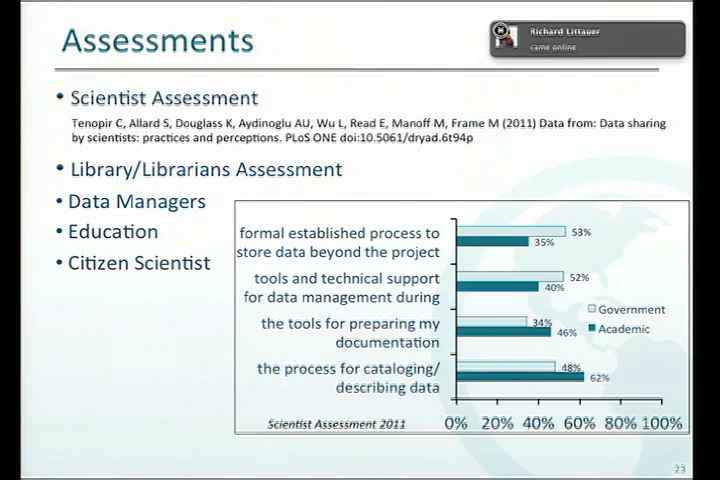 Assessments
Richard Littauer
came online
• Scientist Assessment
Tenopir C, Allard S, Douglass K, Aydinoglu AU, Wu L, Read E, Manoff M, Frame M (2011) Data from: Data sharing
by scientists: practices and perceptions. PLoS ONE doi:10.5061/dryad.6t94p
• Library/Librarians Assessment
• Data Managers
• Education
• Citizen Scientist
formal established process to
store data beyond the project
53%
35%
tools and technical support
for data management during
52%
40%
the tools for preparing my
documentation
34%
46%
the process for cataloging/
describing data
48%
62%
Government
Academic
0% 20% 40% 60% 80% 100%
Scientist Assessment 2011
23